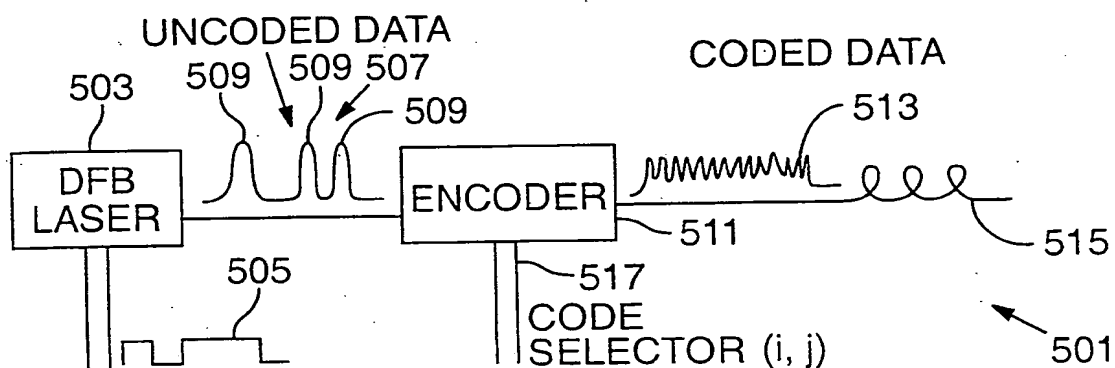 UNCODED DATA
CODED DATA
509
509
507
503
509
513
DFB
LASER
ENCODER
511
515
505
517
CODE
SELECTOR (i, j)
501